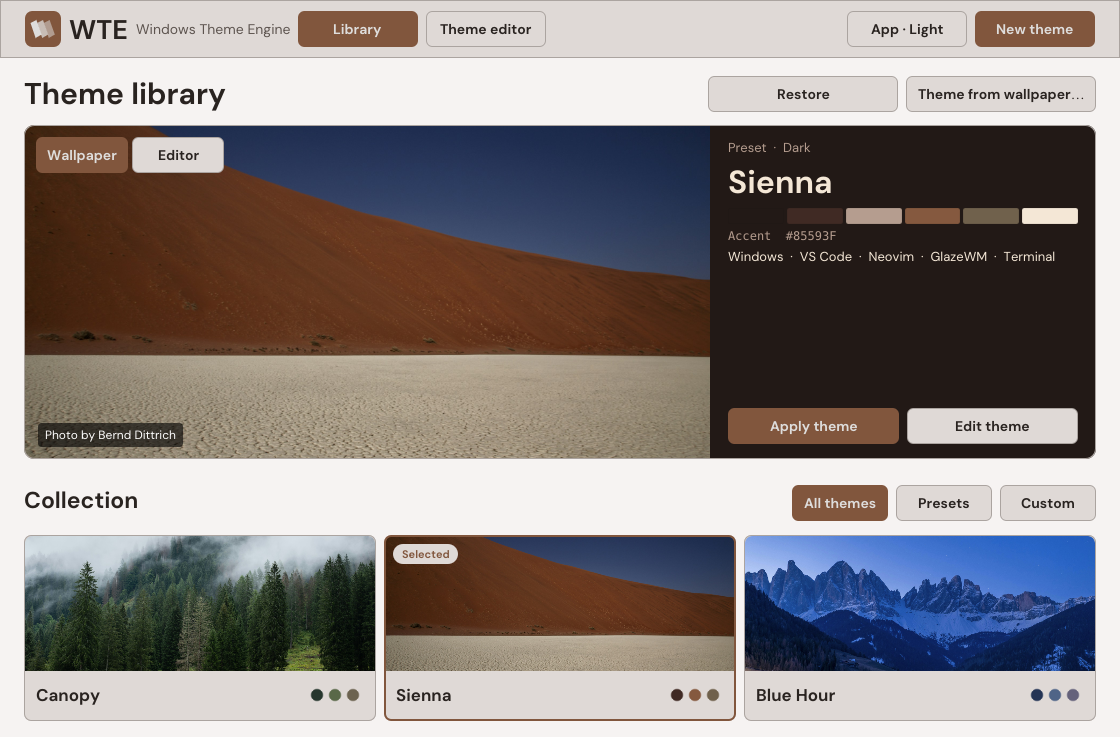 WTE Windows Theme Engine Library Theme editor App · Light New theme
Theme library Restore Theme from wallpaper...
Wallpaper Editor
Preset · Dark
Sienna
Accent #85593F
Windows · VS Code · Neovim · GlazeWM · Terminal
Photo by Bernd Dittrich
Apply theme Edit theme
Collection All themes Presets Custom
Selected
Canopy Sienna Blue Hour